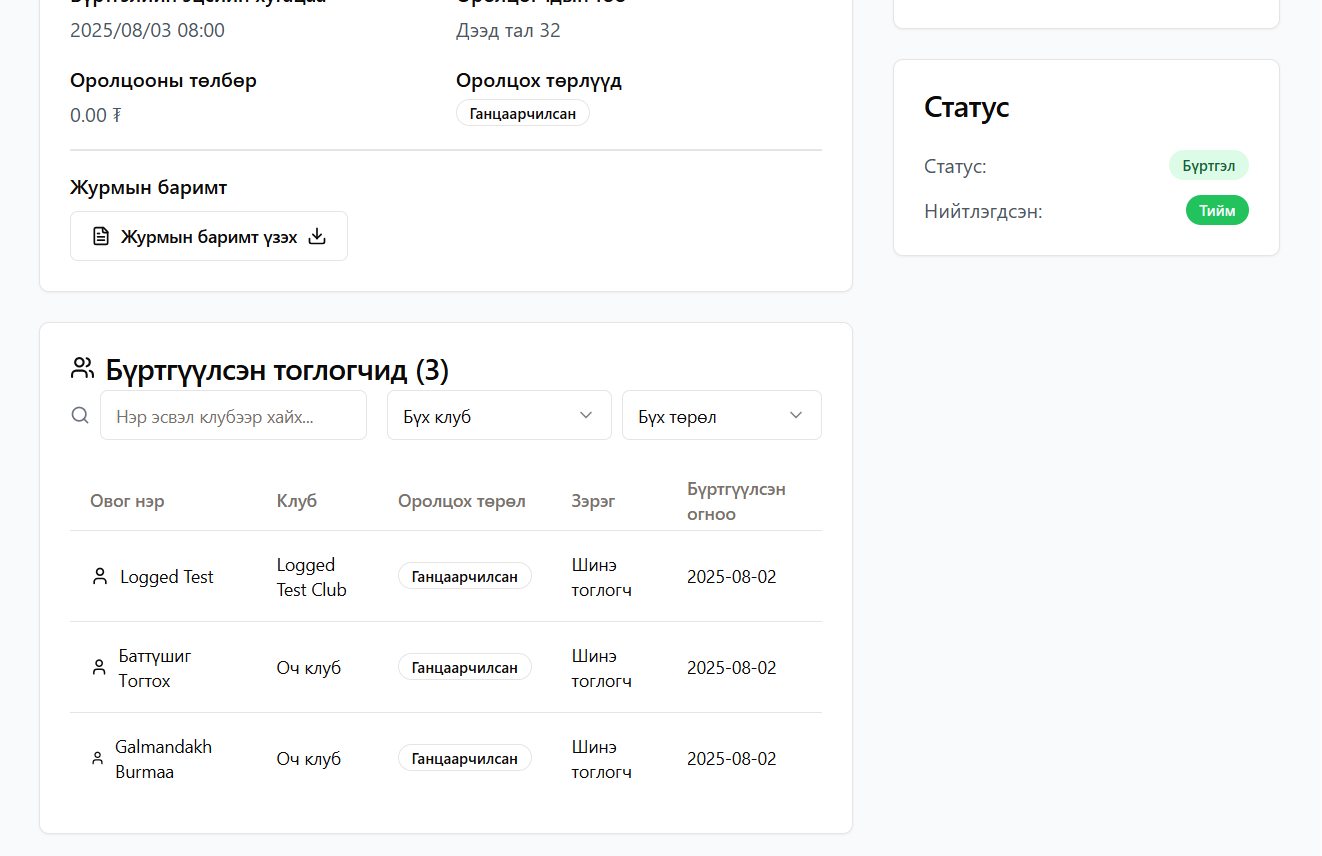 2025/08/03 08:00
Дээд тал 32
Оролцооны төлбөр
Оролцох төрлүүд
0.00 ₮
Ганцаарчилсан
Журмын баримт
Журмын баримт үзэх
Статус
Статус:
Бүртгэл
Нийтлэгдсэн:
Тийм
Бүртгүүлсэн тоглогчид (3)
Нэр эсвэл клубээр хайх...
Бүх клуб
Бүх төрөл
Овог нэр
Клуб
Оролцох төрөл
Зэрэг
Бүртгүүлсэн
огноо
Logged Test
Logged
Test Club
Ганцаарчилсан
Шинэ
тоглогч
2025-08-02
Баттүшиг
Тогтох
Оч клуб
Ганцаарчилсан
Шинэ
тоглогч
2025-08-02
Galmandakh
Burmaa
Оч клуб
Ганцаарчилсан
Шинэ
тоглогч
2025-08-02